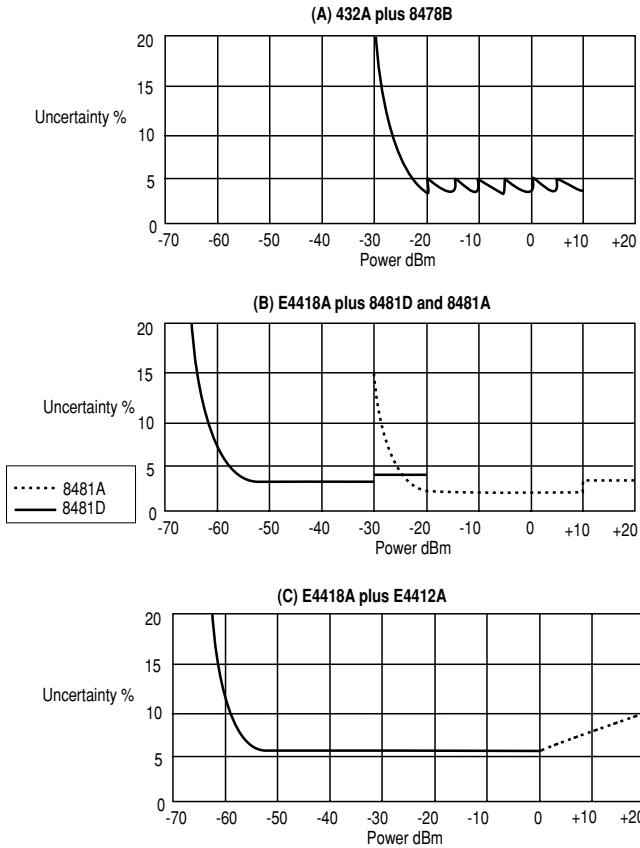 (A) 432A plus 8478B
20
15
Uncertainty %
10
5
0
-70 -60 -50 -40 -30 -20 -10 0 +10 +20
Power dBm
(B) E4418A plus 8481D and 8481A
20
15
Uncertainty %
10
5
8481A
8481D
0
-70 -60 -50 -40 -30 -20 -10 0 +10 +20
Power dBm
(C) E4418A plus E4412A
20
15
Uncertainty %
10
5
0
-70 -60 -50 -40 -30 -20 -10 0 +10 +20
Power dBm